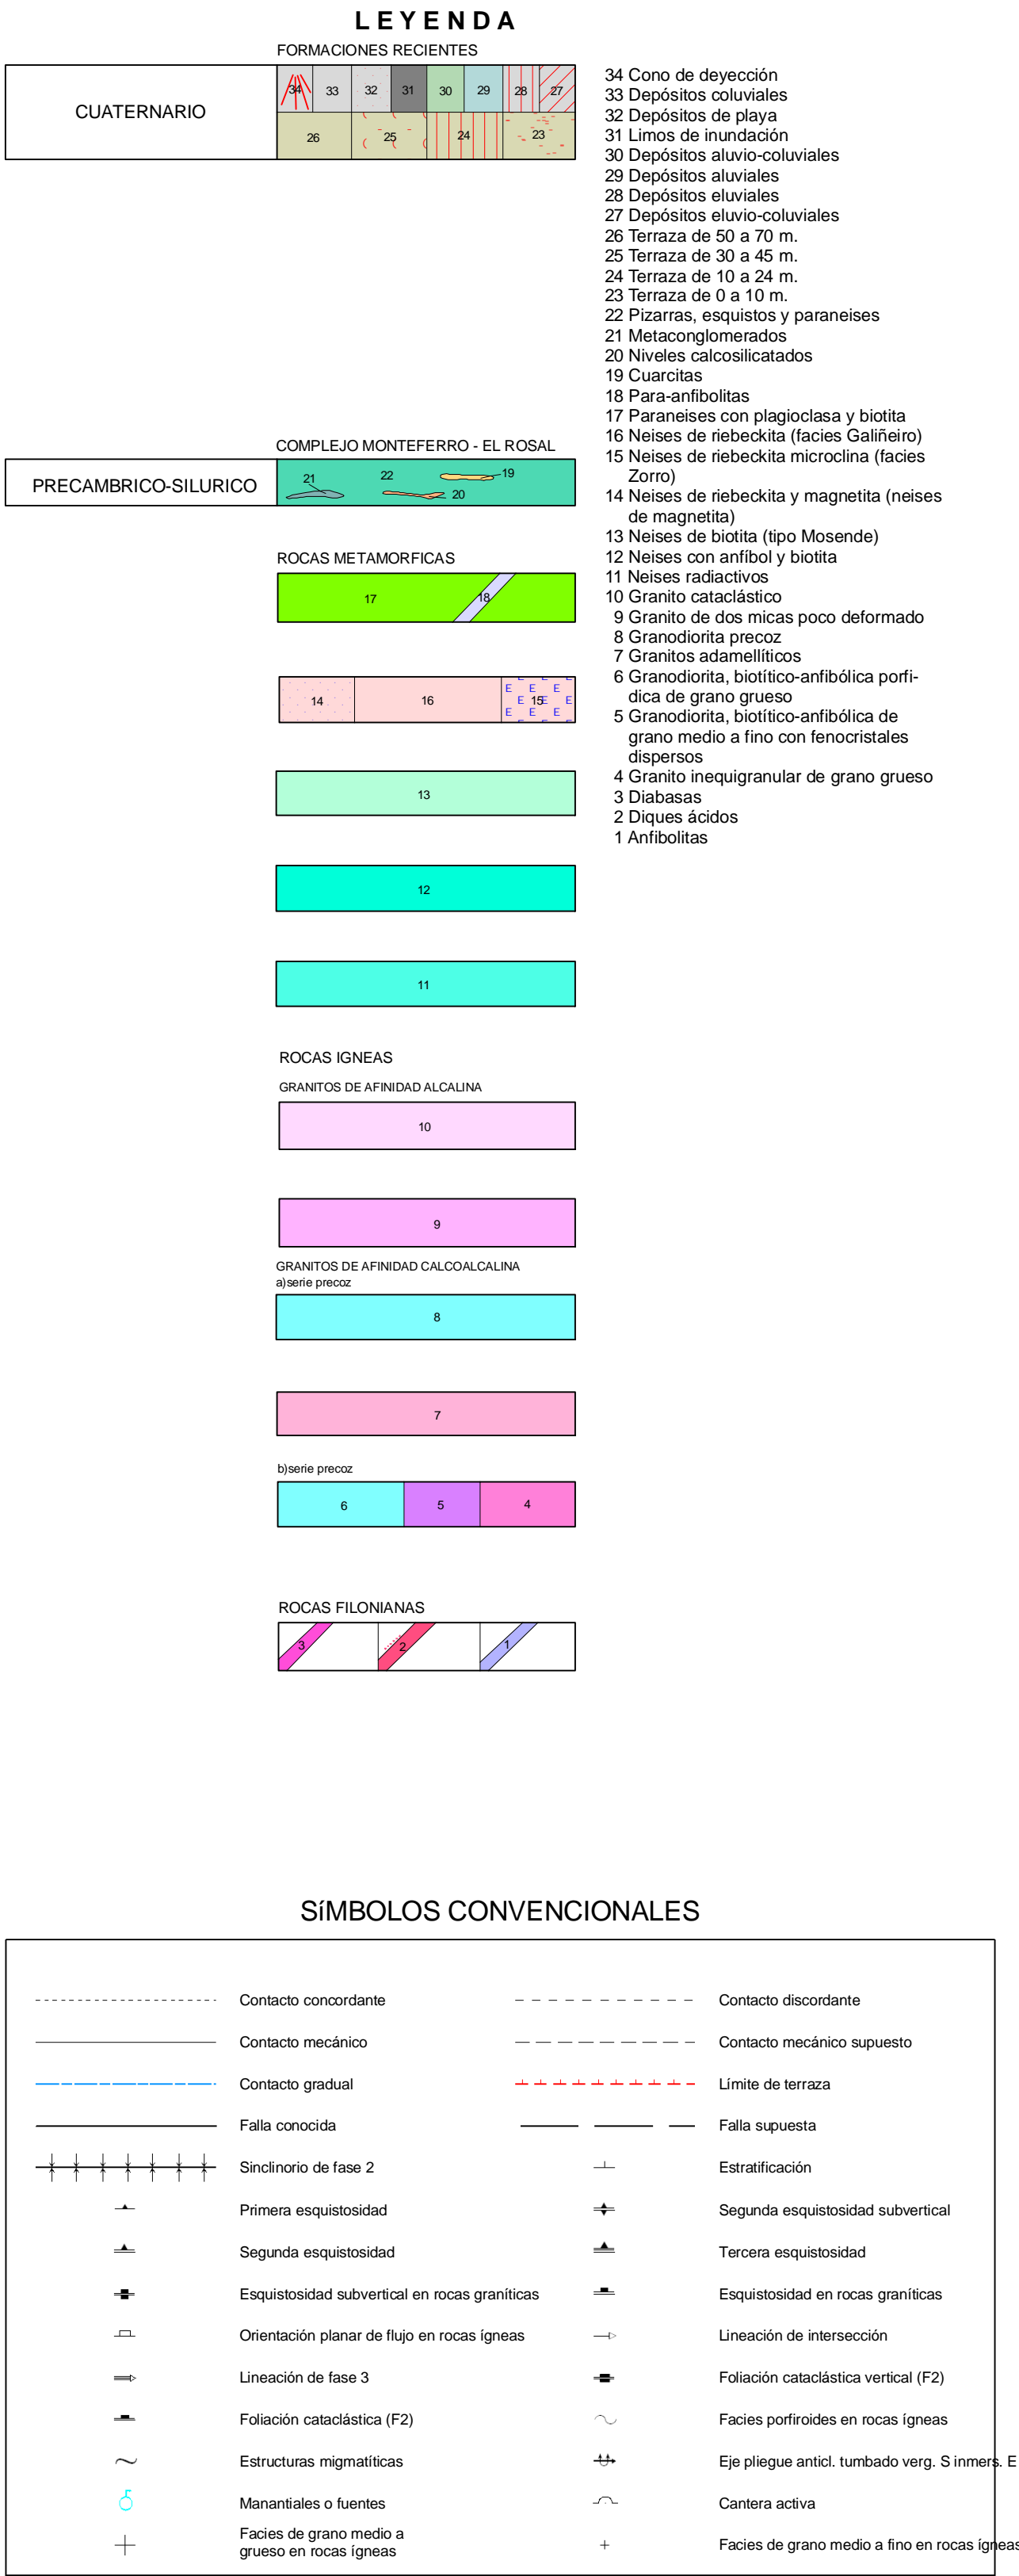 LEYENDA
FORMACIONES RECIENTES
CUATERNARIO
34 33 32 31 30 29 28 27
26 25 24 23
COMPLEJO MONTEFERRO - EL ROSAL
PRECAMBRICO-SILURICO
21 22 19
20
ROCAS METAMORFICAS
17 18
14 16 15
E E E
E E E E
E E E
E E E E
13
12
11
ROCAS IGNEAS
GRANITOS DE AFINIDAD ALCALINA
10
9
GRANITOS DE AFINIDAD CALCOALCALINA
a)serie precoz
8
7
b)serie precoz
6 5 4
ROCAS FILONIANAS
3 2 1
34 Cono de deyección
33 Depósitos coluviales
32 Depósitos de playa
31 Limos de inundación
30 Depósitos aluvio-coluviales
29 Depósitos aluviales
28 Depósitos eluviales
27 Depósitos eluvio-coluviales
26 Terraza de 50 a 70 m.
25 Terraza de 30 a 45 m.
24 Terraza de 10 a 24 m.
23 Terraza de 0 a 10 m.
22 Pizarras, esquistos y paraneises
21 Metaconglomerados
20 Niveles calcosilicatados
19 Cuarcitas
18 Para-anfibolitas
17 Paraneises con plagioclasa y biotita
16 Neises de riebeckita (facies Galiñeiro)
15 Neises de riebeckita microclina (facies
Zorro)
14 Neises de riebeckita y magnetita (neises
de magnetita)
13 Neises de biotita (tipo Mosende)
12 Neises con anfíbol y biotita
11 Neises radiactivos
10 Granito cataclástico
9 Granito de dos micas poco deformado
8 Granodiorita precoz
7 Granitos adamellíticos
6 Granodiorita, biotítico-anfibólica porfi-
dica de grano grueso
5 Granodiorita, biotítico-anfibólica de
grano medio a fino con fenocristales
dispersos
4 Granito inequigranular de grano grueso
3 Diabasas
2 Diques ácidos
1 Anfibolitas
SíMBOLOS CONVENCIONALES
Contacto concordante
Contacto discordante
Contacto mecánico
Contacto mecánico supuesto
Contacto gradual
Límite de terraza
Falla conocida
Falla supuesta
Sinclinorio de fase 2
Estratificación
Primera esquistosidad
Segunda esquistosidad subvertical
Segunda esquistosidad
Tercera esquistosidad
Esquistosidad subvertical en rocas graníticas
Esquistosidad en rocas graníticas
Orientación planar de flujo en rocas ígneas
Lineación de intersección
Lineación de fase 3
Foliación cataclástica vertical (F2)
Foliación cataclástica (F2)
Facies porfiroides en rocas ígneas
Estructuras migmatíticas
Eje pliegue anticl. tumbado verg. S inmers. E
Manantiales o fuentes
Cantera activa
Facies de grano medio a
grueso en rocas ígneas
Facies de grano medio a fino en rocas ígneas